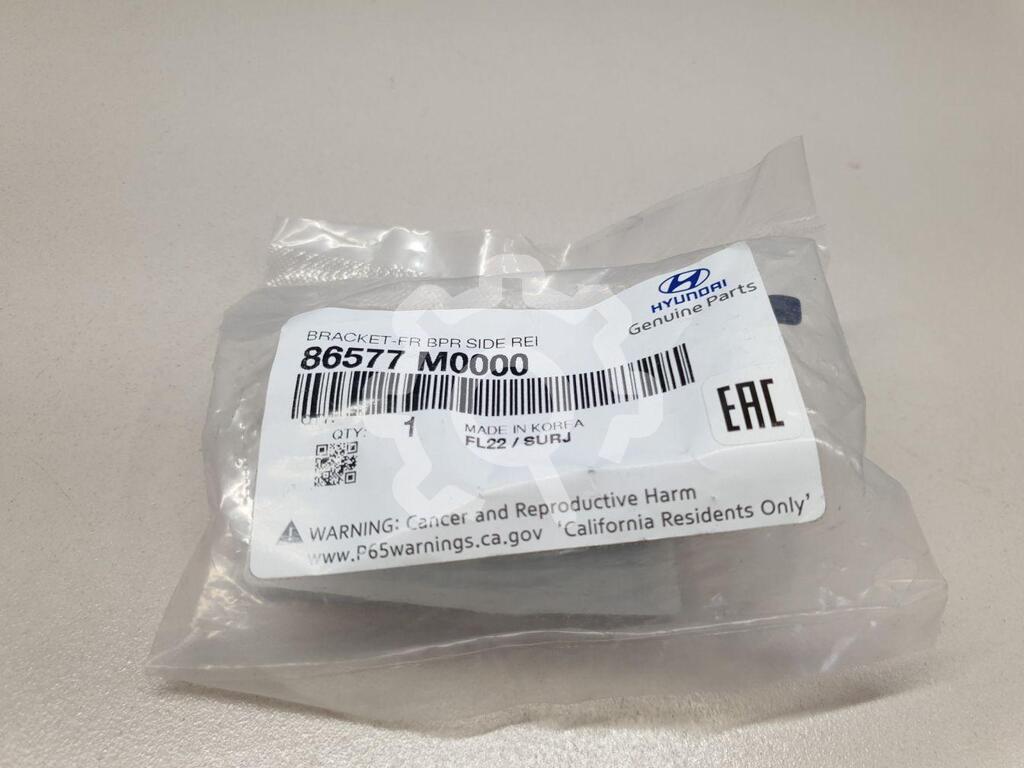 HYUNDAI
Genuine Parts
BRACKET-FR BPR SIDE REI
86577 M0000
QTY:
QTY: 1
MADE IN KOREA
FL22 / SURJ
EAC
WARNING: Cancer and Reproductive Harm
www.P65warnings.ca.gov 'California Residents Only'